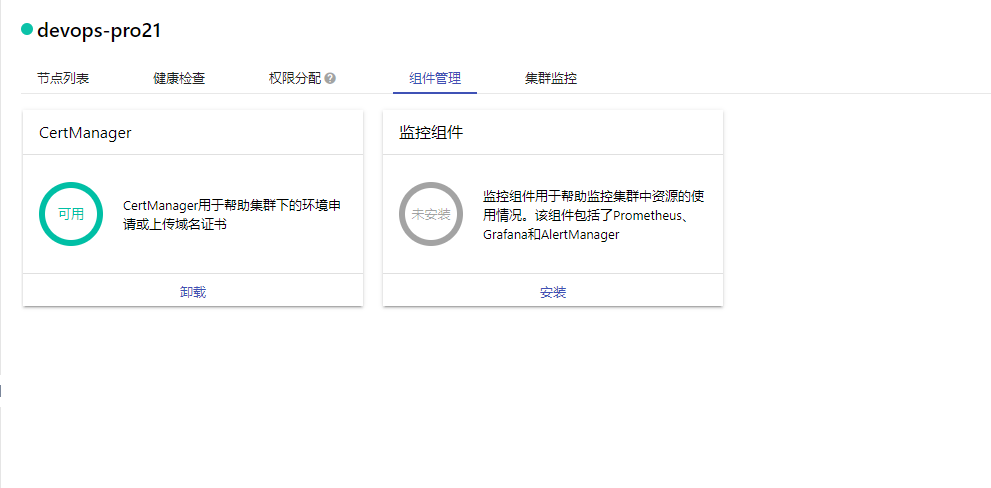 devops-pro21
节点列表 健康检查 权限分配 ? 组件管理 集群监控
CertManager
可用
CertManager用于帮助集群下的环境申
请或上传域名证书
卸载
监控组件
未安装
监控组件用于帮助监控集群中资源的使
用情况。该组件包括了Prometheus、
Grafana和AlertManager
安装